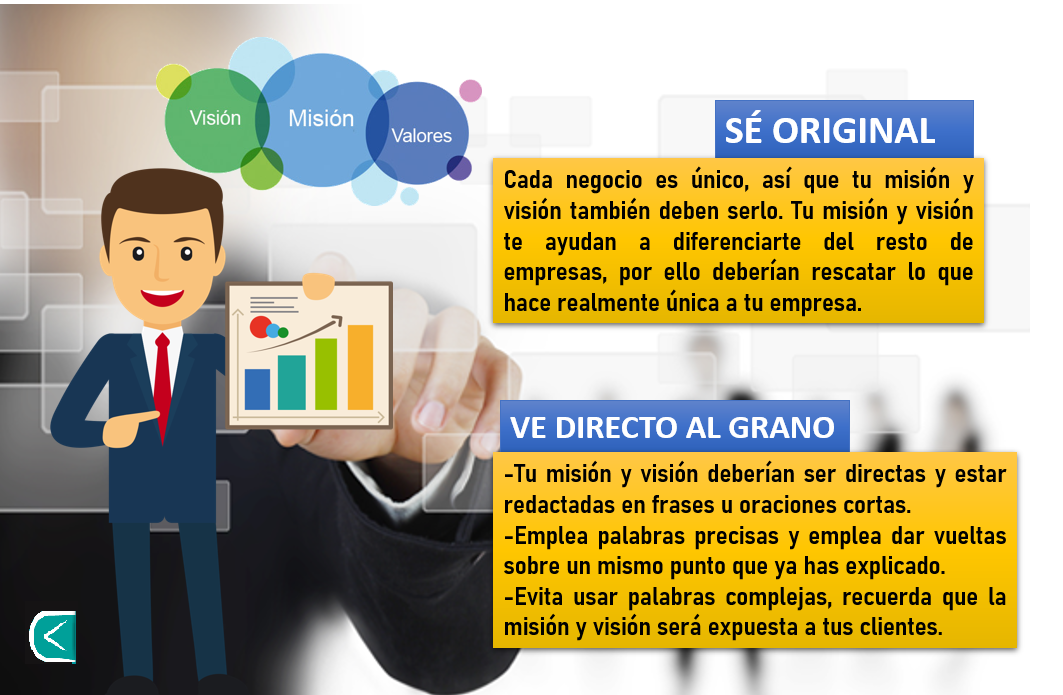 Visión
Misión
Valores
SÉ ORIGINAL
Cada negocio es único, así que tu misión y
visión también deben serlo. Tu misión y visión
te ayudan a diferenciarte del resto de
empresas, por ello deberían rescatar lo que
hace realmente única a tu empresa.
VE DIRECTO AL GRANO
-Tu misión y visión deberían ser directas y estar
redactadas en frases u oraciones cortas.
-Emplea palabras precisas y emplea dar vueltas
sobre un mismo punto que ya has explicado.
-Evita usar palabras complejas, recuerda que la
misión y visión será expuesta a tus clientes.